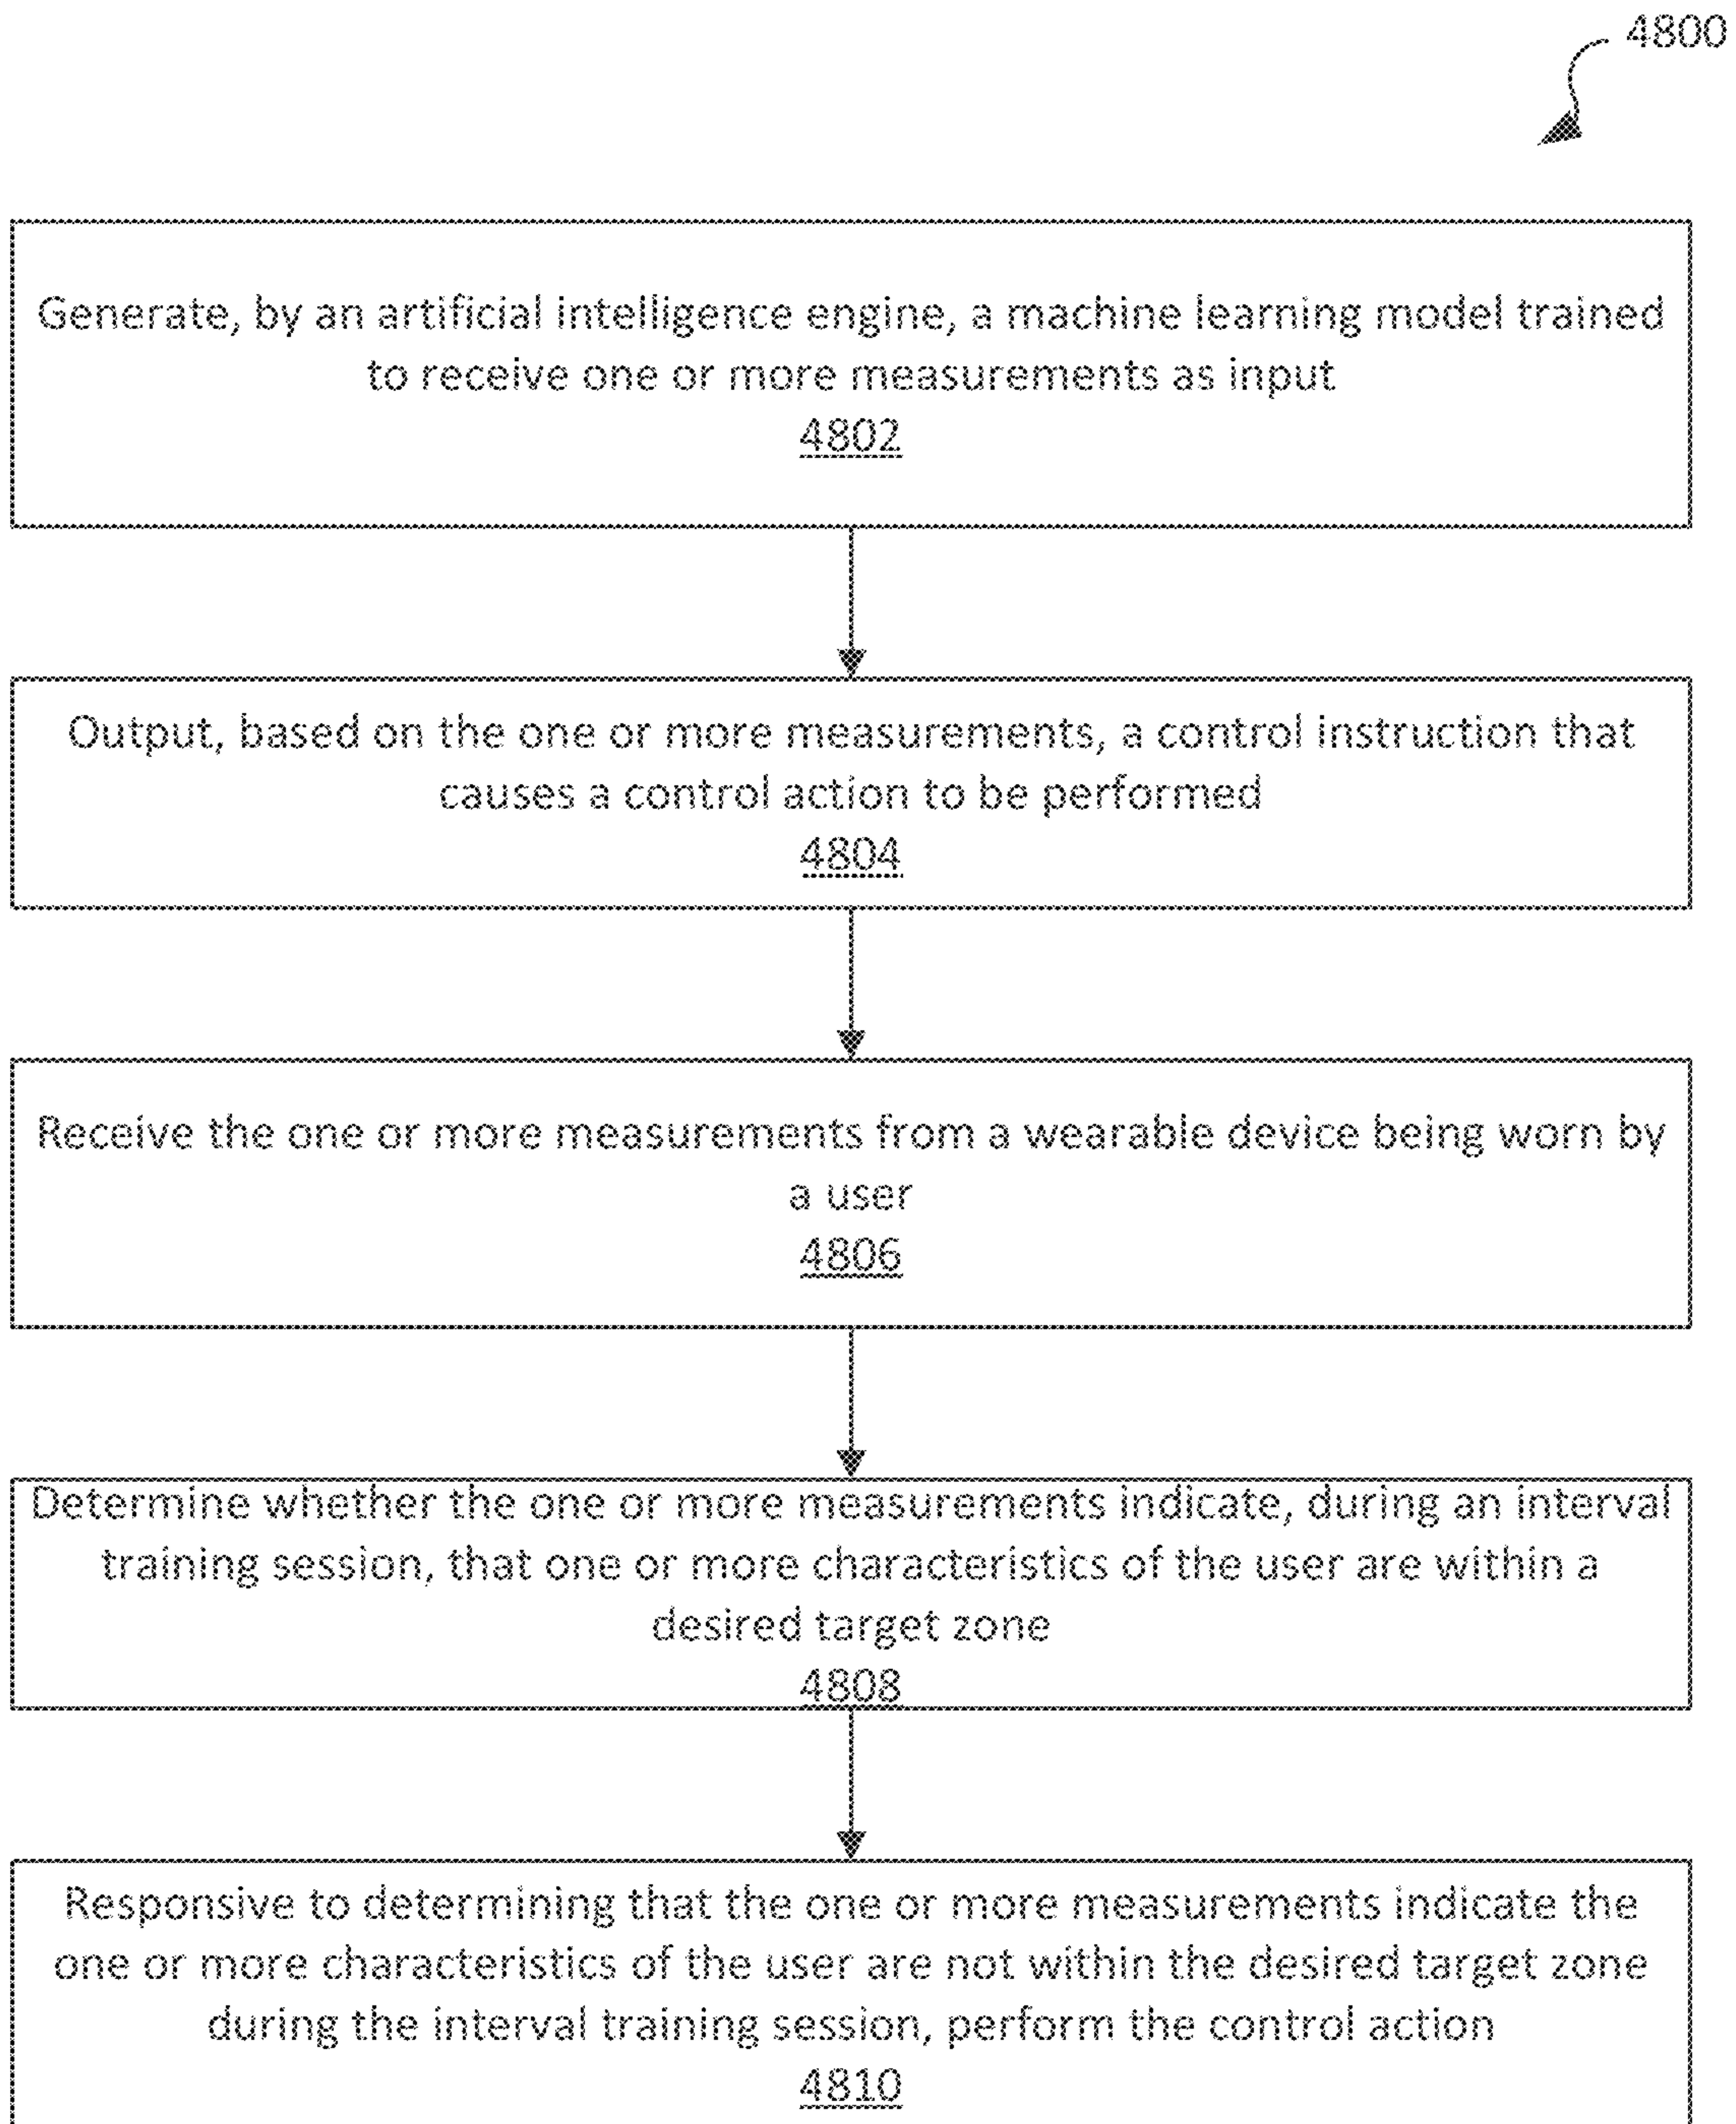 4800
Generate, by an artificial intelligence engine, a machine learning model trained
to receive one or more measurements as input
4802
Output, based on the one or more measurements, a control instruction that
causes a control action to be performed
4804
Receive the one or more measurements from a wearable device being worn by
a user
4806
Determine whether the one or more measurements indicate, during an interval
training session, that one or more characteristics of the user are within a
desired target zone
4808
Responsive to determining that the one or more measurements indicate the
one or more characteristics of the user are not within the desired target zone
during the interval training session, perform the control action
4810